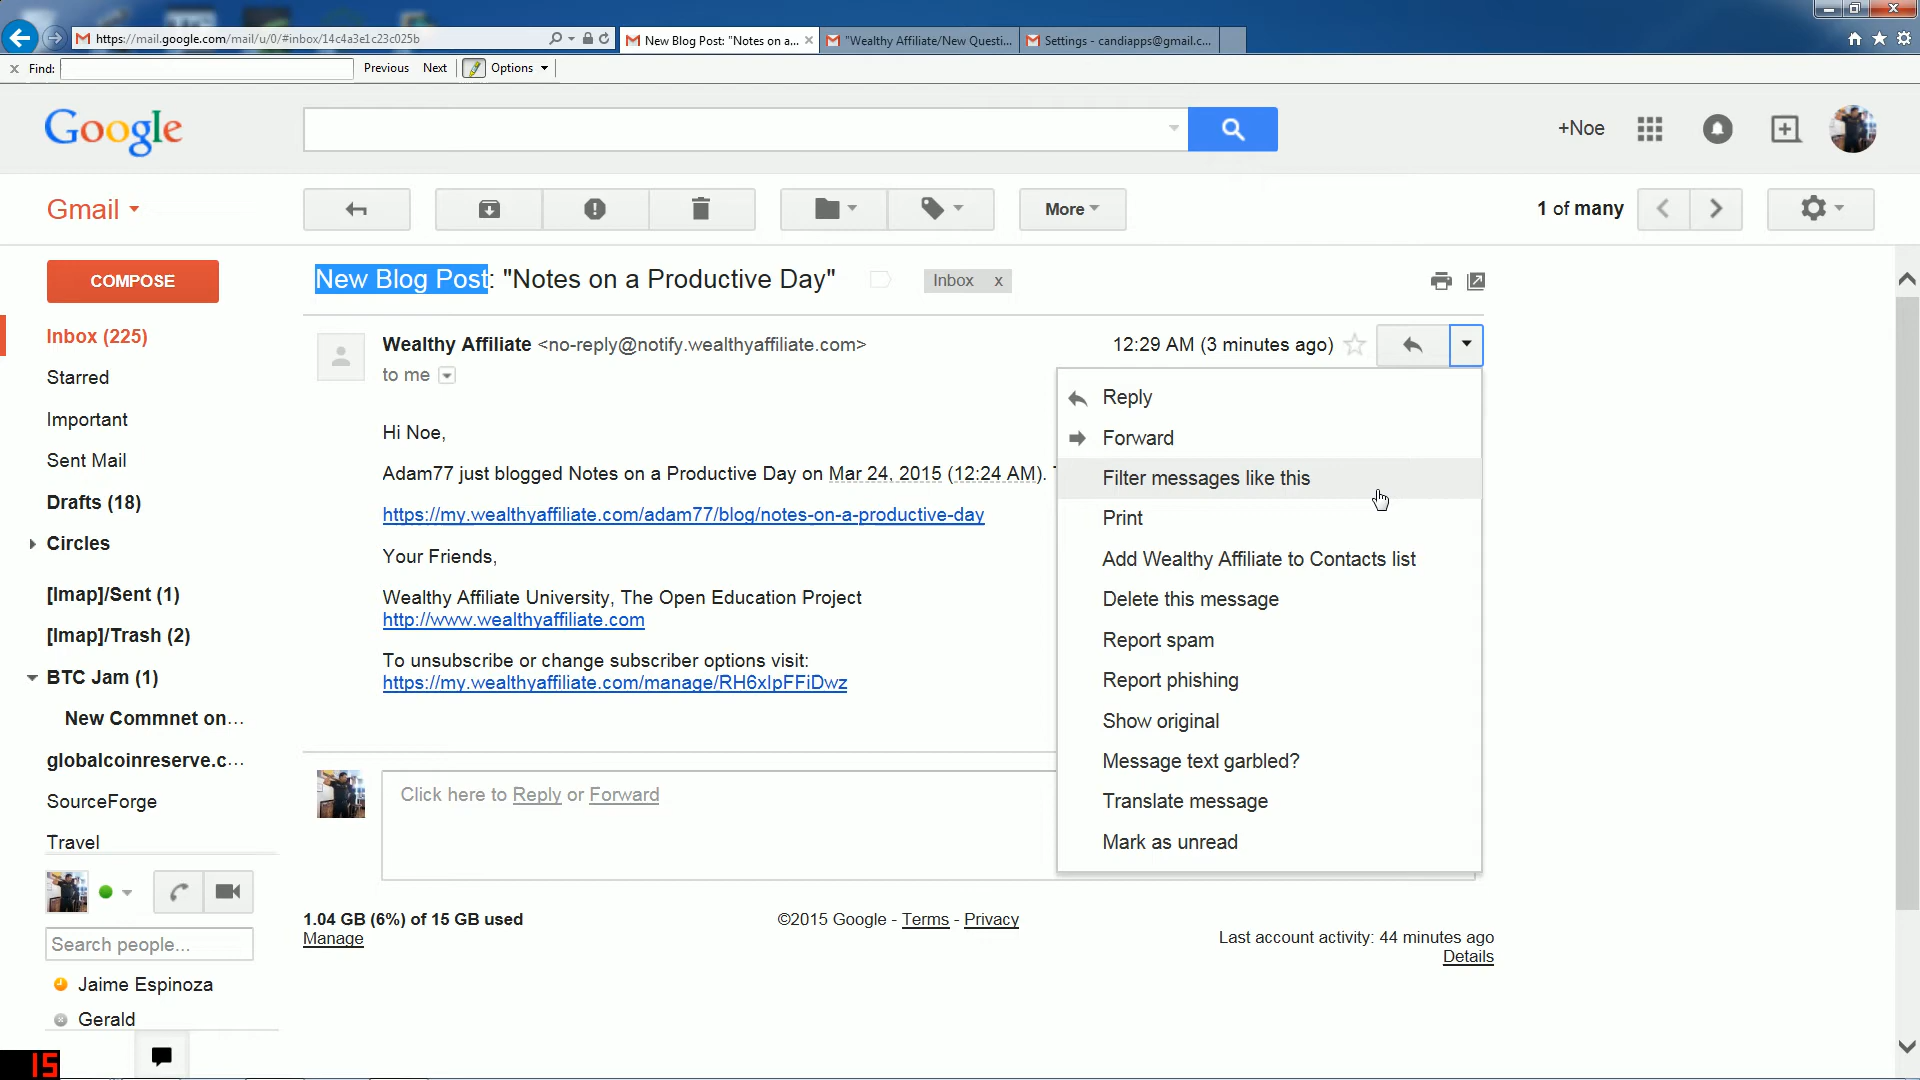 https://mail.google.com/mail/u/0/#inbox/14c4a3e1c23c025b
New Blog Post: "Notes on a...
"Wealthy Affiliate/New Questi...
Settings - candiapps@gmail.c...
x Find:
Previous Next
Options
Google
+Noe
Gmail
More
1 of many
COMPOSE
New Blog Post: "Notes on a Productive Day"
Inbox x
Inbox (225)
Starred
Important
Sent Mail
Drafts (18)
Circles
[Imap]/Sent (1)
[Imap]/Trash (2)
BTC Jam (1)
New Commnet on...
globalcoinreserve.c...
SourceForge
Travel
Search people...
Jaime Espinoza
Gerald
15
Wealthy Affiliate <no-reply@notify.wealthyaffiliate.com>
12:29 AM (3 minutes ago)
to me
Hi Noe,
Adam77 just blogged Notes on a Productive Day on Mar 24, 2015 (12:24 AM).
https://my.wealthyaffiliate.com/adam77/blog/notes-on-a-productive-day
Your Friends,
Wealthy Affiliate University, The Open Education Project
http://www.wealthyaffiliate.com
To unsubscribe or change subscriber options visit:
https://my.wealthyaffiliate.com/manage/RH6xIpFFiDwz
Reply
Forward
Filter messages like this
Print
Add Wealthy Affiliate to Contacts list
Delete this message
Report spam
Report phishing
Show original
Message text garbled?
Translate message
Mark as unread
Click here to Reply or Forward
1.04 GB (6%) of 15 GB used
Manage
©2015 Google - Terms - Privacy
Last account activity: 44 minutes ago
Details